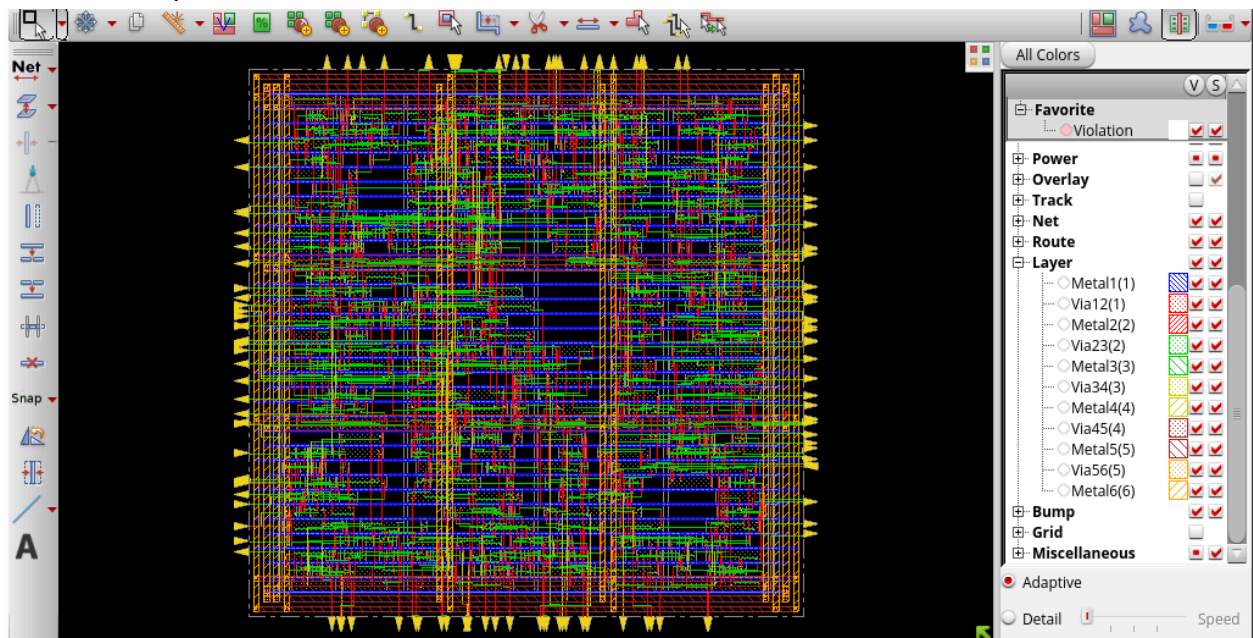 All Colors
Net
V S
Favorite
Violation
Power
Overlay
Track
Net
Route
Layer
Metal1(1)
Via12(1)
Metal2(2)
Via23(2)
Metal3(3)
Via34(3)
Metal4(4)
Via45(4)
Metal5(5)
Via56(5)
Metal6(6)
Bump
Grid
Miscellaneous
Snap
A
Adaptive
Detail
Speed